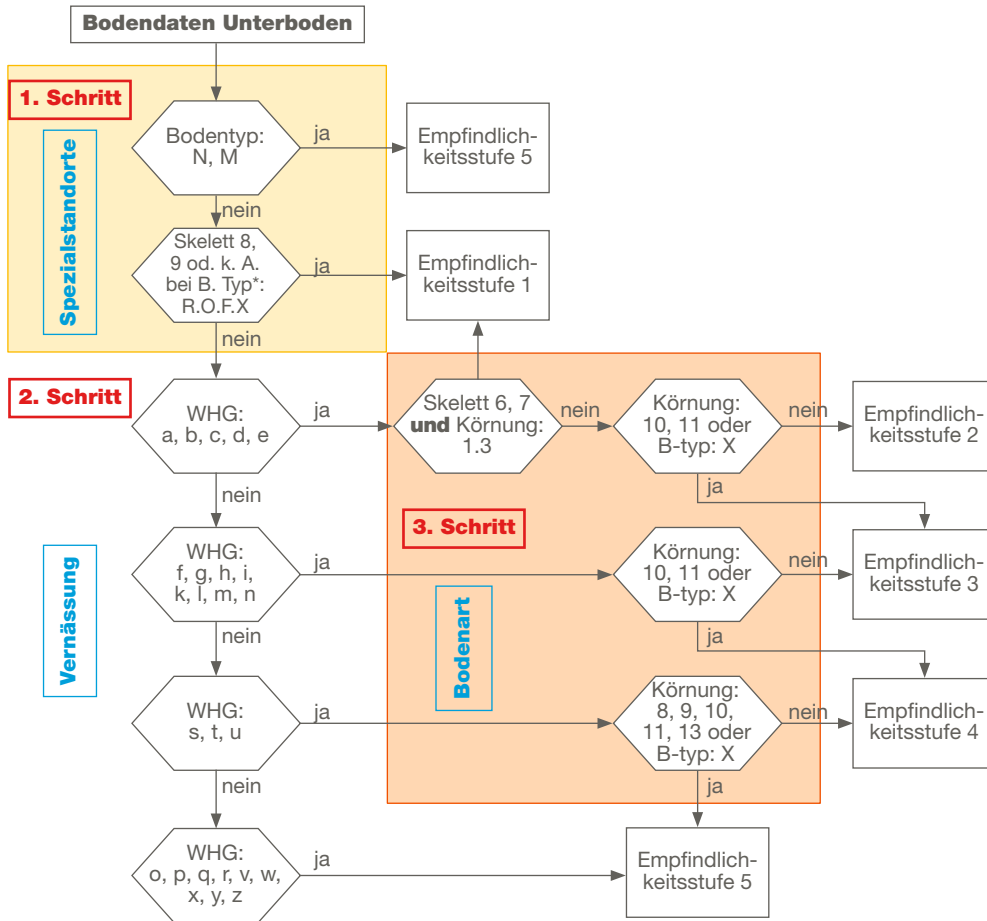 Bodendaten Unterboden
1. Schritt
Spezialstandorte
Bodentyp:
N, M
ja
Empfindlich-
keitsstufe 5
nein
Skelett 8,
9 od. k. A.
bei B. Typ*:
R.O.F.X
ja
Empfindlich-
keitsstufe 1
nein
2. Schritt
WHG:
a, b, c, d, e
ja
Skelett 6, 7
und Körnung:
1.3
nein
Körnung:
10, 11 oder
B-typ: X
nein
Empfindlich-
keitsstufe 2
nein
ja
3. Schritt
Vernässung
WHG:
f, g, h, i,
k, l, m, n
ja
Bodenart
Körnung:
10, 11 oder
B-typ: X
nein
Empfindlich-
keitsstufe 3
nein
ja
WHG:
s, t, u
ja
Körnung:
8, 9, 10,
11, 13 oder
B-typ: X
nein
Empfindlich-
keitsstufe 4
nein
ja
WHG:
o, p, q, r, v, w,
x, y, z
ja
Empfindlich-
keitsstufe 5